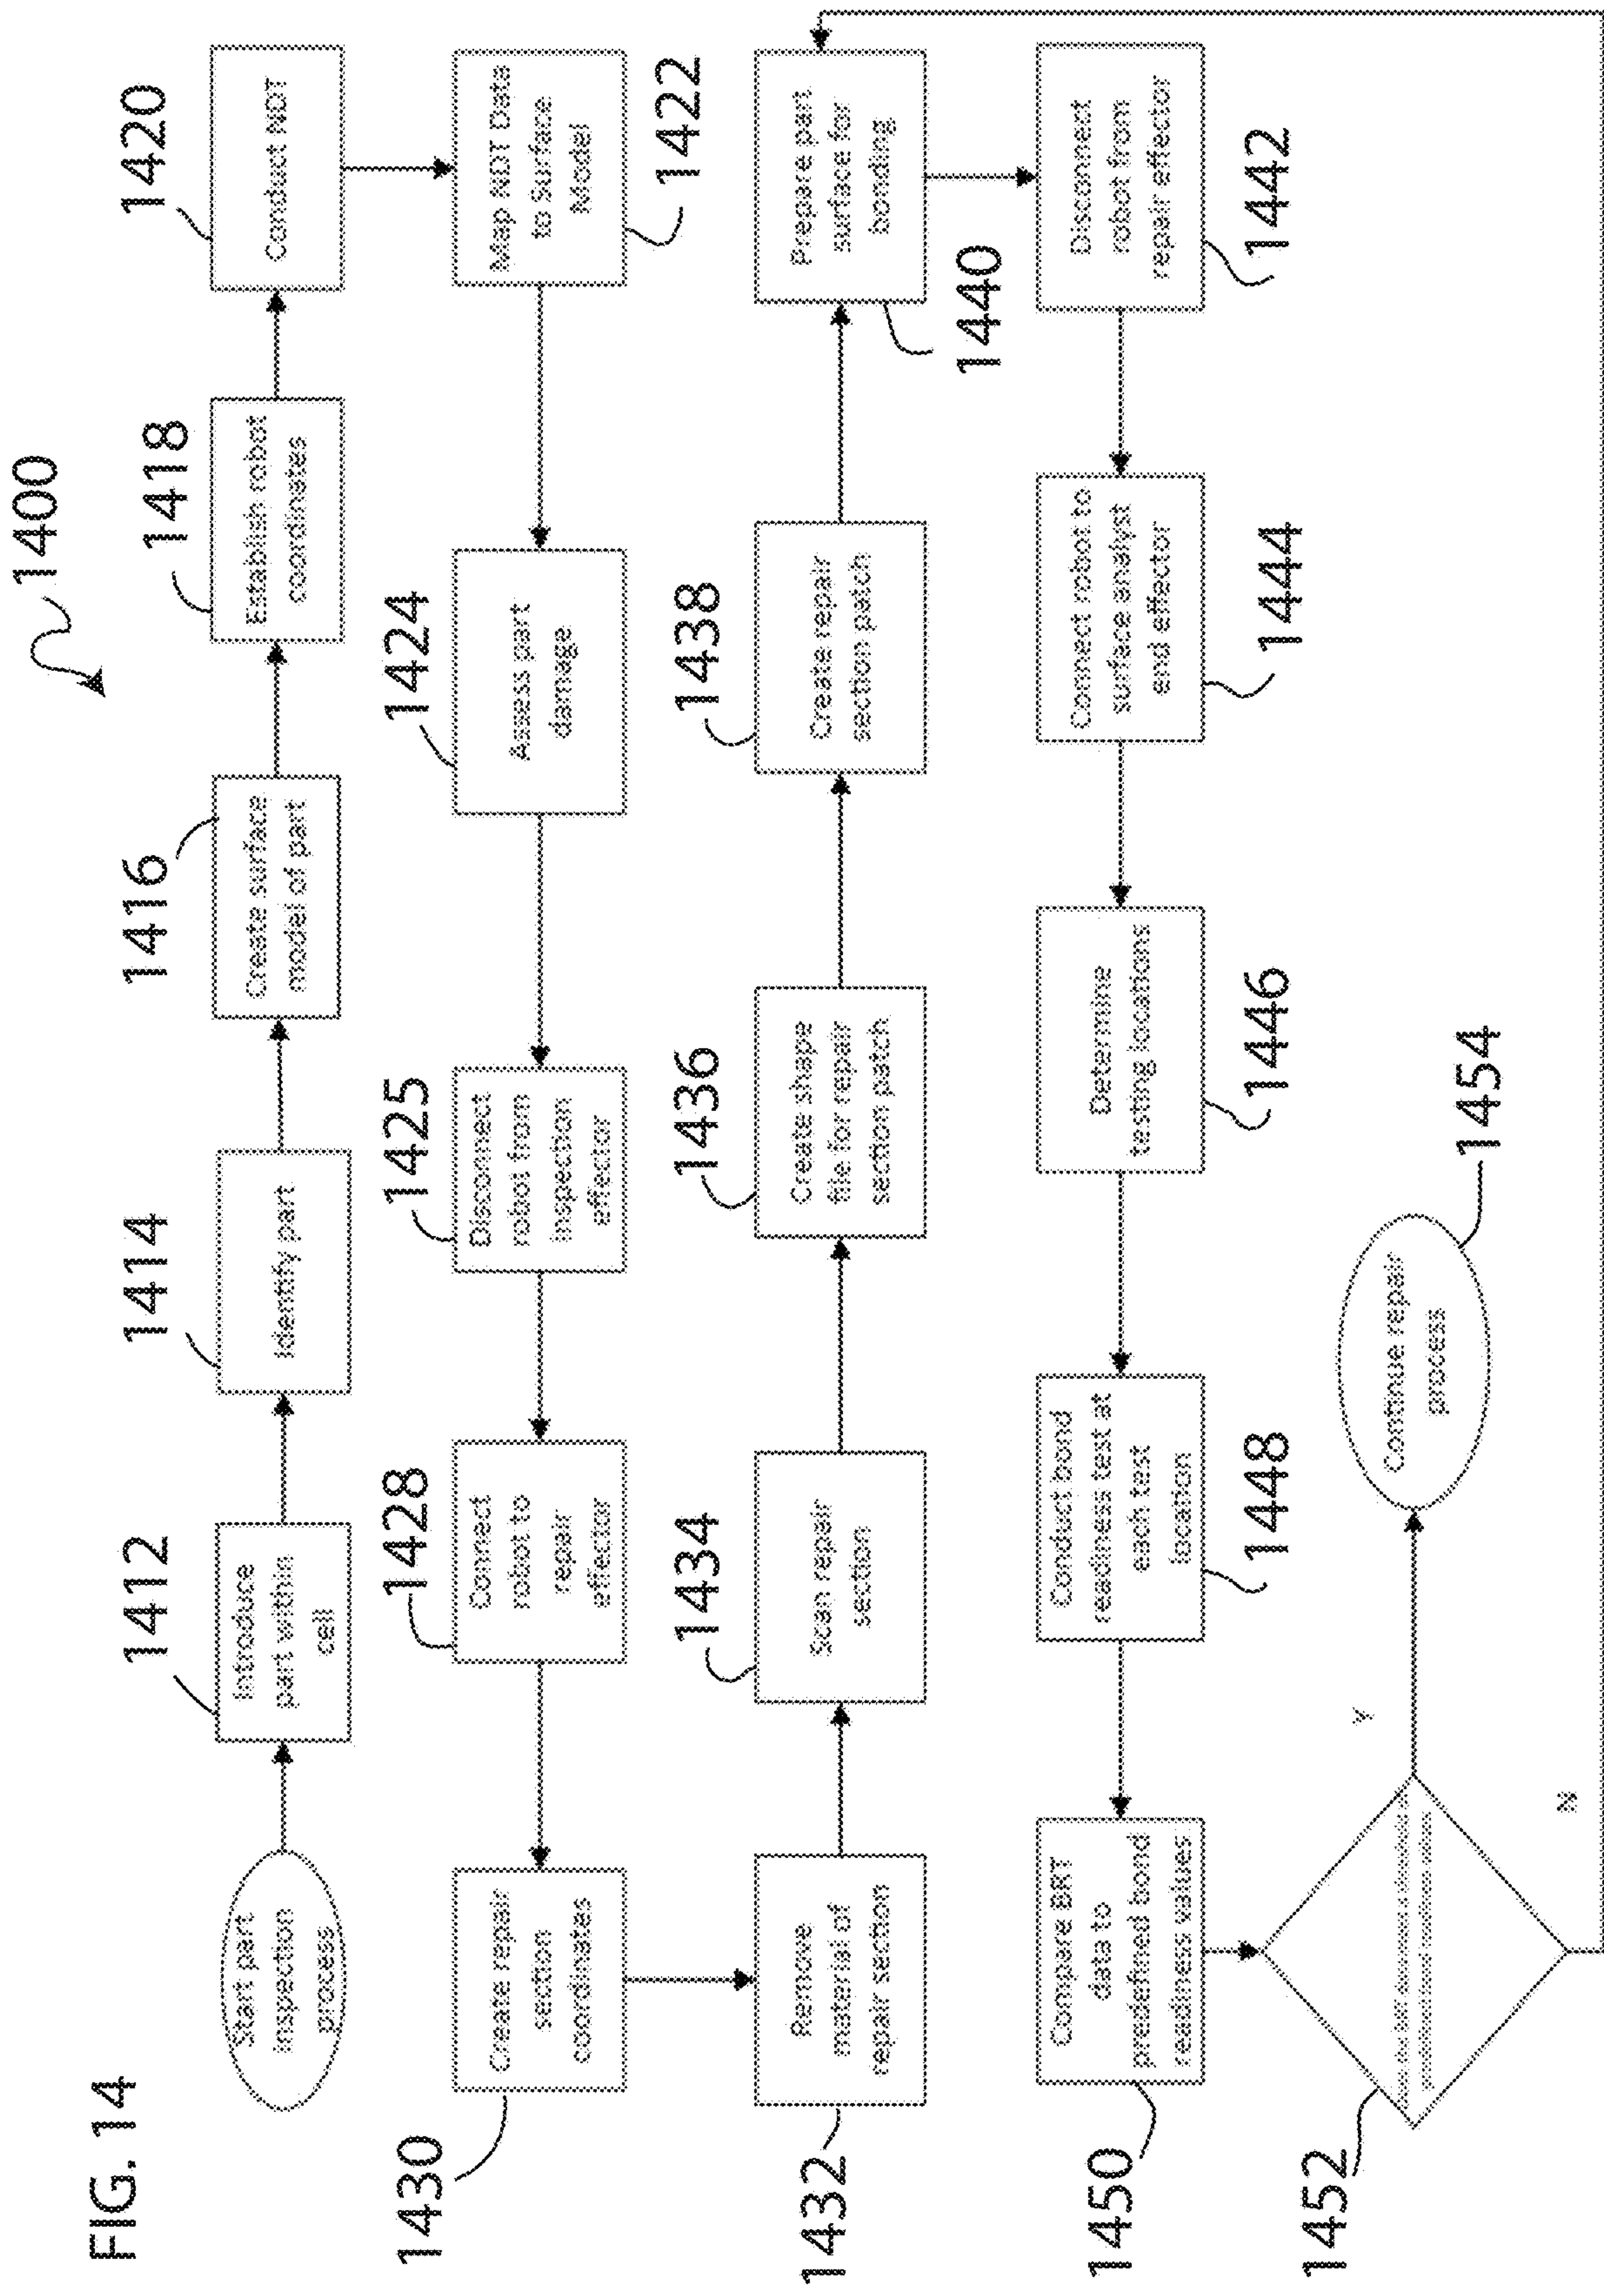 FIG. 14
1400
Start part
inspection
process
1412
Introduce
part within
cell
1414
Identify part
1416
Create surface
model of part
1418
Establish robot
coordinates
1420
Conduct NDT
1422
Map NDT Data
to Surface
Model
1424
Assess part
damage
1425
Disconnect
robot from
inspection
effector
1428
Connect
robot to
repair
effector
1430
Create repair
section
coordinates
1432
Remove
material of
repair section
1434
Scan repair
section
1436
Create shape
file for repair
section patch
1438
Create repair
section patch
1440
Prepare part
surface for
bonding
1442
Disconnect
robot from
repair effector
1444
Connect robot to
surface analyst
end effector
1446
Determine
testing locations
1448
Conduct bond
readiness test at
each test
location
1450
Compare BRT
data to
predefined bond
readiness values
1452
Y
N
1454
Continue repair
process